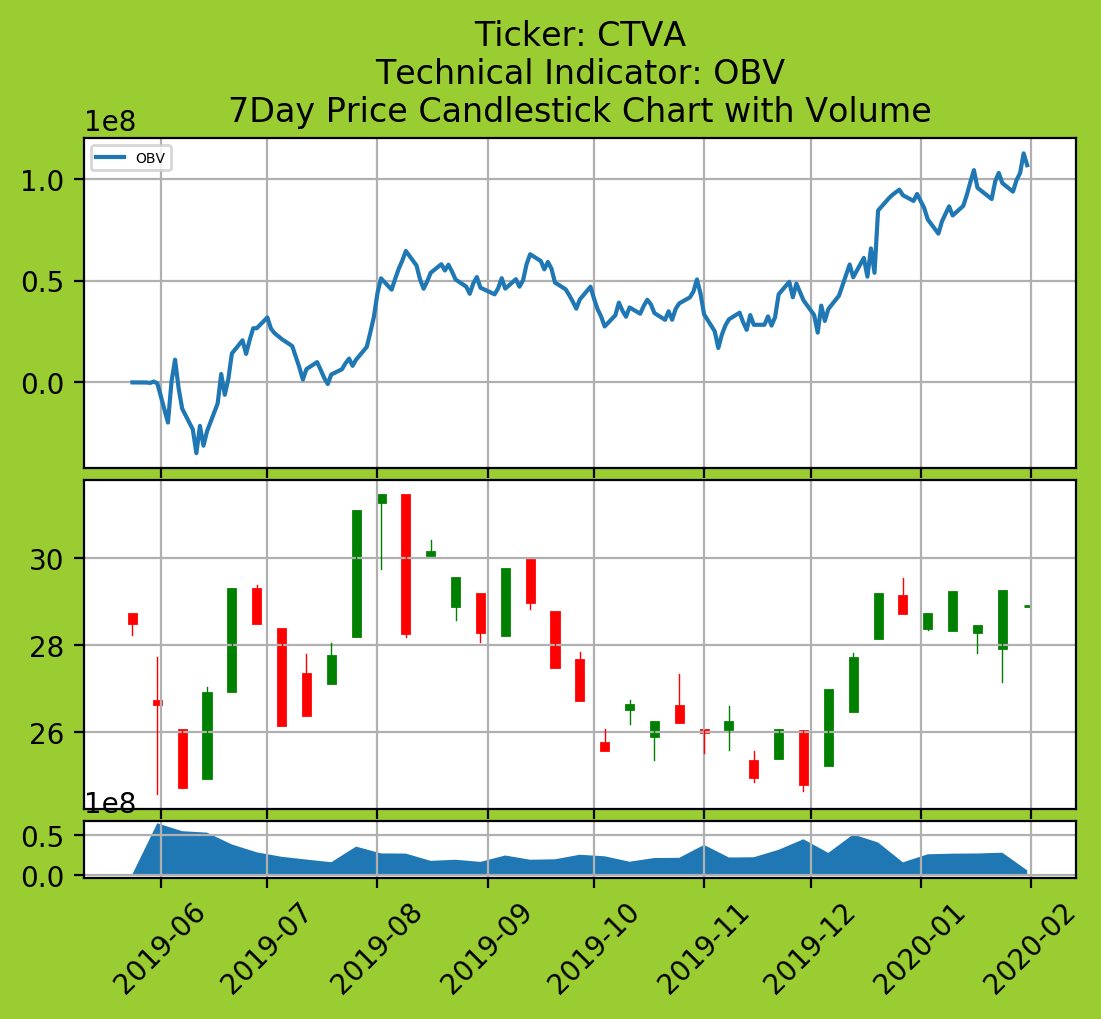 Ticker: CTVA
Technical Indicator: OBV
7Day Price Candlestick Chart with Volume
1e8
OBV
1.0
0.5
0.0
30
28
26
1e8
0.5
0.0
2019-06
2019-07
2019-08
2019-09
2019-10
2019-11
2019-12
2020-01
2020-02